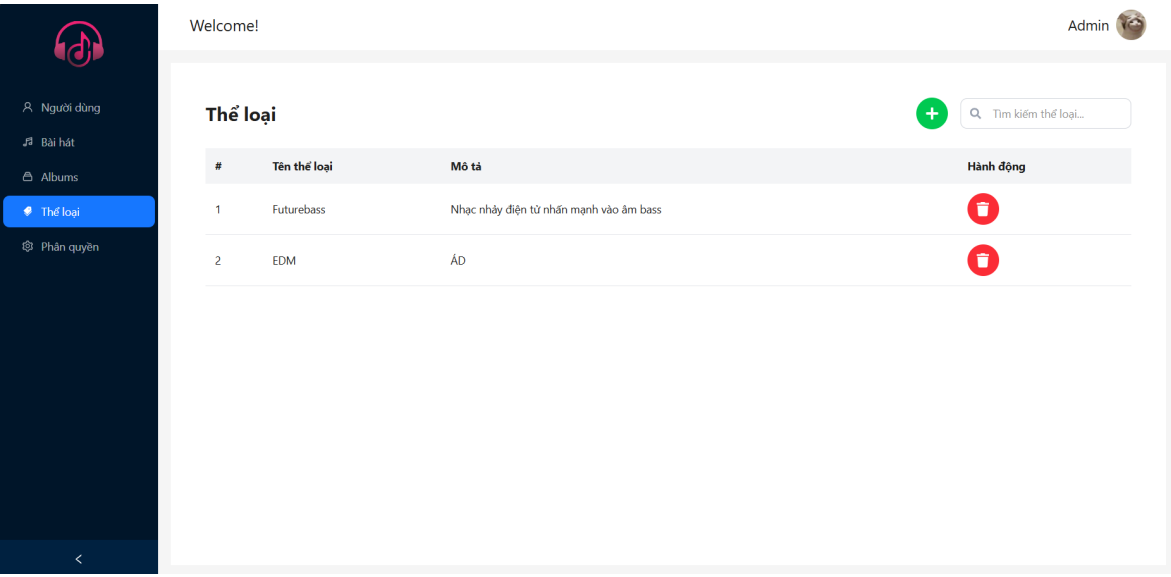 Welcome!
Admin
Người dùng
Bài hát
Albums
Thể loại
Phân quyền
Thể loại
Tìm kiếm thể loại...
# Tên thể loại Mô tả Hành động
1 Futurebass Nhạc nhảy điện tử nhấn mạnh vào âm bass
2 EDM ÁD